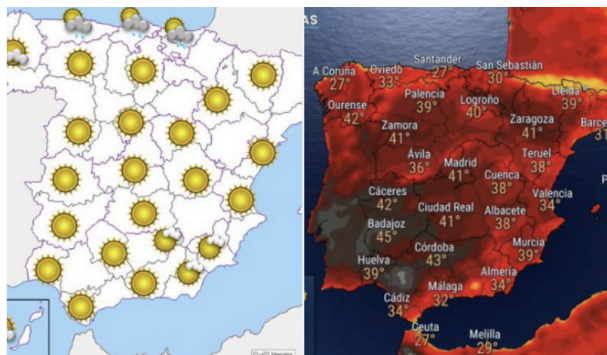 AS
Santander
27°
San Sebastián
30°
A Coruña
27°
Oviedo
33°
Lleida
39°
Palencia
39°
Logroño
40°
Ourense
42°
Zaragoza
41°
Barce
31
Zamora
41°
Ávila
36°
Madrid
41°
Teruel
38°
Cuenca
38°
Cáceres
42°
Valencia
34°
Ciudad Real
41°
Albacete
38°
Badajoz
45°
Córdoba
43°
Murcia
39°
Huelva
39°
Almería
34°
Málaga
32°
Cádiz
34°
Ceuta
27°
Melilla
29°